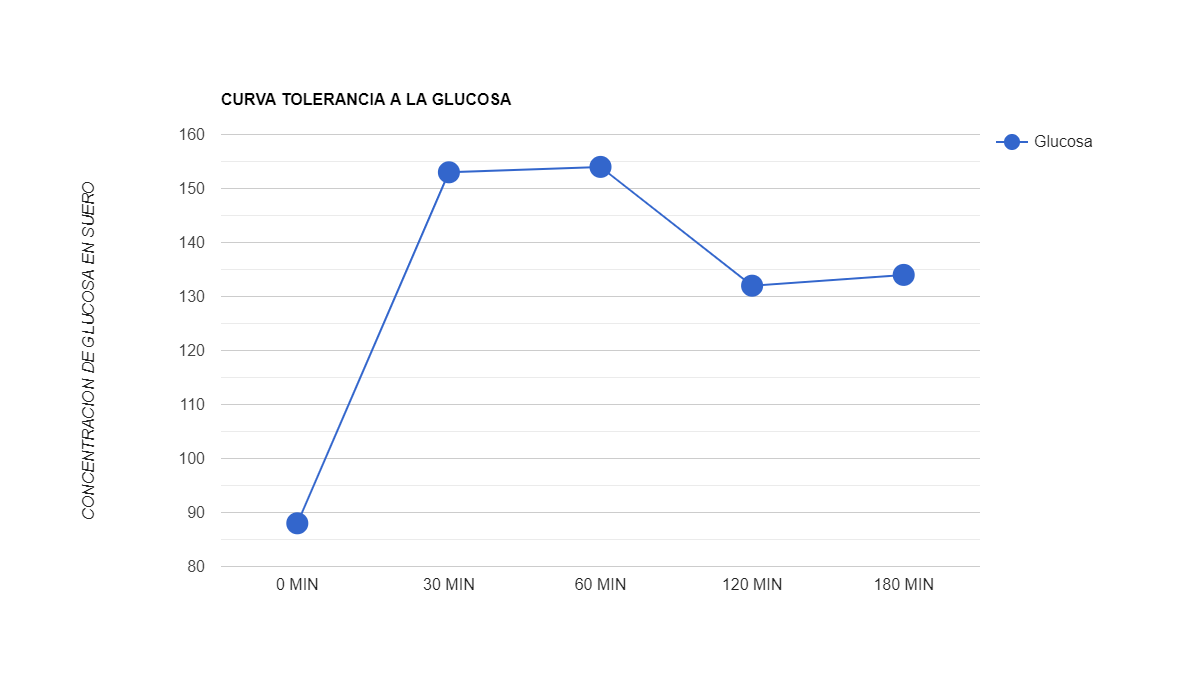 CURVA TOLERANCIA A LA GLUCOSA
Glucosa
CONCENTRACION DE GLUCOSA EN SUERO
160
150
140
130
120
110
100
90
80
0 MIN
30 MIN
60 MIN
120 MIN
180 MIN